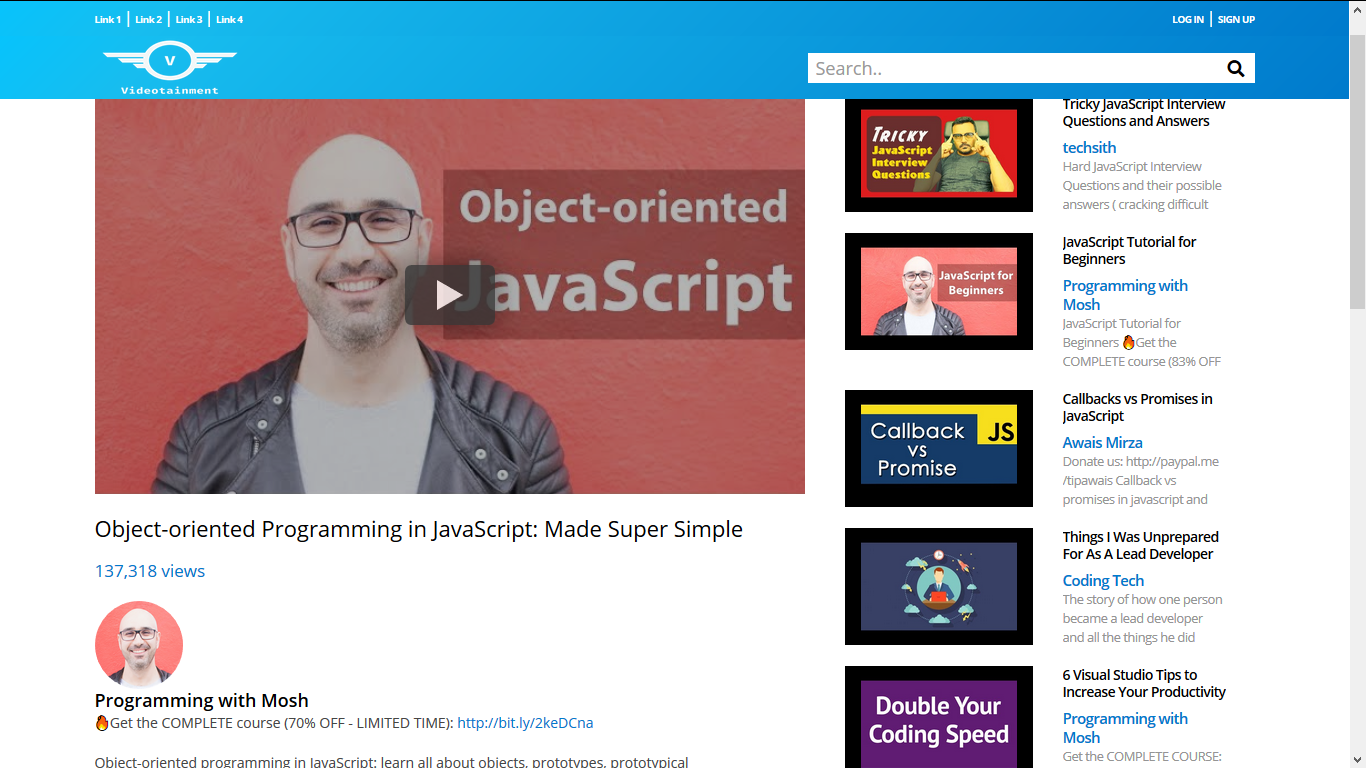 Link 1 | Link 2 | Link 3 | Link 4
LOG IN | SIGN UP
V
Videotainment
Search..
Object-oriented
JavaScript
Object-oriented Programming in JavaScript: Made Super Simple
137,318 views
Programming with Mosh
🔥Get the COMPLETE course (70% OFF - LIMITED TIME): http://bit.ly/2keDCna
Object-oriented programming in JavaScript: learn all about objects, prototypes, prototypical
TRICKY
JavaScript
Interview
Questions
Tricky JavaScript Interview
Questions and Answers
techsith
Hard JavaScript Interview
Questions and their possible
answers ( cracking difficult
JavaScript for
Beginners
JavaScript Tutorial for
Beginners
Programming with
Mosh
JavaScript Tutorial for
Beginners 🔥Get the
COMPLETE course (83% OFF
Callback
vs
Promise
JS
Callbacks vs Promises in
JavaScript
Awais Mirza
Donate us: http://paypal.me
/tipawais Callback vs
promises in javascript and
Things I Was Unprepared
For As A Lead Developer
Coding Tech
The story of how one person
became a lead developer
and all the things he did
Double Your
Coding Speed
6 Visual Studio Tips to
Increase Your Productivity
Programming with
Mosh
Get the COMPLETE COURSE: